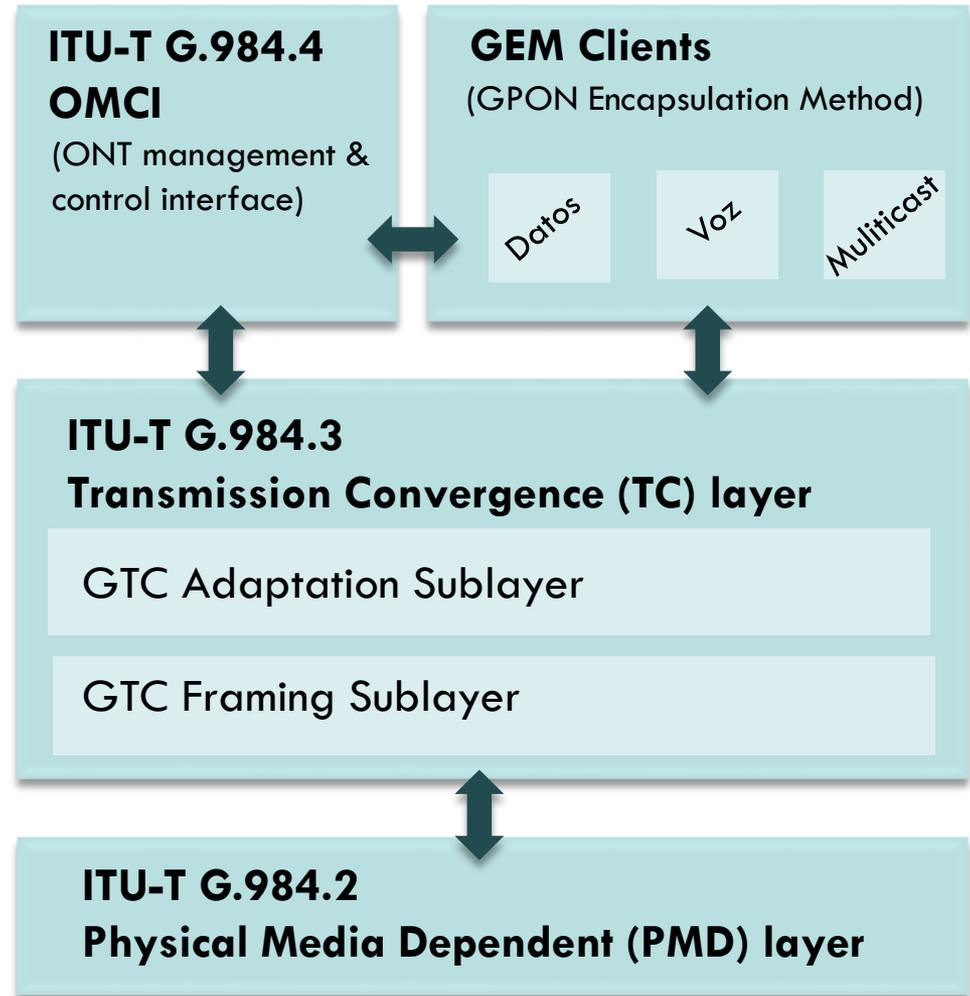 ITU-T G.984.4
OMCI
(ONT management &
control interface)
GEM Clients
(GPON Encapsulation Method)
Datos
Voz
Muliticast
ITU-T G.984.3
Transmission Convergence (TC) layer
GTC Adaptation Sublayer
GTC Framing Sublayer
ITU-T G.984.2
Physical Media Dependent (PMD) layer